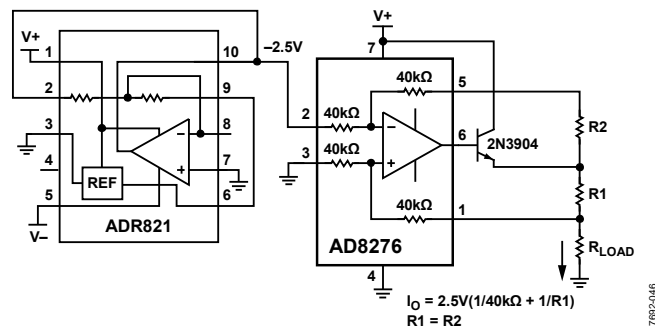 V+
1
2
3
4
5
V–
REF
ADR821
10
9
8
7
6
–
+
–2.5V
V+
7
2
3
40kΩ
40kΩ
40kΩ
40kΩ
–
+
5
6
1
4
AD8276
2N3904
R2
R1
RLOAD
IO = 2.5V(1/40kΩ + 1/R1)
R1 = R2
07692-046